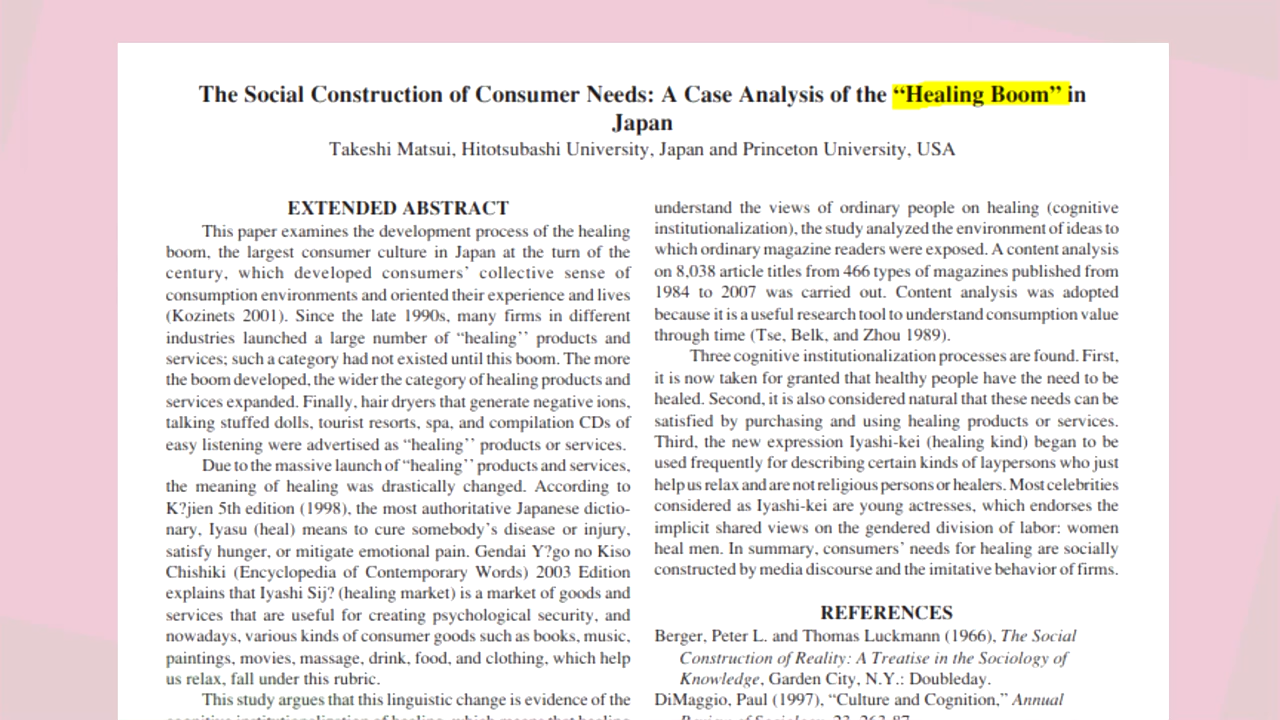 The Social Construction of Consumer Needs: A Case Analysis of the “Healing Boom” in
Japan
Takeshi Matsui, Hitotsubashi University, Japan and Princeton University, USA
EXTENDED ABSTRACT
This paper examines the development process of the healing
boom, the largest consumer culture in Japan at the turn of the
century, which developed consumers’ collective sense of
consumption environments and oriented their experience and lives
(Kozinets 2001). Since the late 1990s, many firms in different
industries launched a large number of “healing’’ products and
services; such a category had not existed until this boom. The more
the boom developed, the wider the category of healing products and
services expanded. Finally, hair dryers that generate negative ions,
talking stuffed dolls, tourist resorts, spa, and compilation CDs of
easy listening were advertised as “healing’’ products or services.
Due to the massive launch of “healing’’ products and services,
the meaning of healing was drastically changed. According to
K?jien 5th edition (1998), the most authoritative Japanese dictio-
nary, Iyasu (heal) means to cure somebody’s disease or injury,
satisfy hunger, or mitigate emotional pain. Gendai Y?go no Kiso
Chishiki (Encyclopedia of Contemporary Words) 2003 Edition
explains that Iyashi Sij? (healing market) is a market of goods and
services that are useful for creating psychological security, and
nowadays, various kinds of consumer goods such as books, music,
paintings, movies, massage, drink, food, and clothing, which help
us relax, fall under this rubric.
This study argues that this linguistic change is evidence of the
cognitive institutionalization of healing, which means that healing
understand the views of ordinary people on healing (cognitive
institutionalization), the study analyzed the environment of ideas to
which ordinary magazine readers were exposed. A content analysis
on 8,038 article titles from 466 types of magazines published from
1984 to 2007 was carried out. Content analysis was adopted
because it is a useful research tool to understand consumption value
through time (Tse, Belk, and Zhou 1989).
Three cognitive institutionalization processes are found. First,
it is now taken for granted that healthy people have the need to be
healed. Second, it is also considered natural that these needs can be
satisfied by purchasing and using healing products or services.
Third, the new expression Iyashi-kei (healing kind) began to be
used frequently for describing certain kinds of laypersons who just
help us relax and are not religious persons or healers. Most celebrities
considered as Iyashi-kei are young actresses, which endorses the
implicit shared views on the gendered division of labor: women
heal men. In summary, consumers’ needs for healing are socially
constructed by media discourse and the imitative behavior of firms.
REFERENCES
Berger, Peter L. and Thomas Luckmann (1966), The Social
Construction of Reality: A Treatise in the Sociology of
Knowledge, Garden City, N.Y.: Doubleday.
DiMaggio, Paul (1997), “Culture and Cognition,” Annual
Review of Sociology, 23, 263-87.